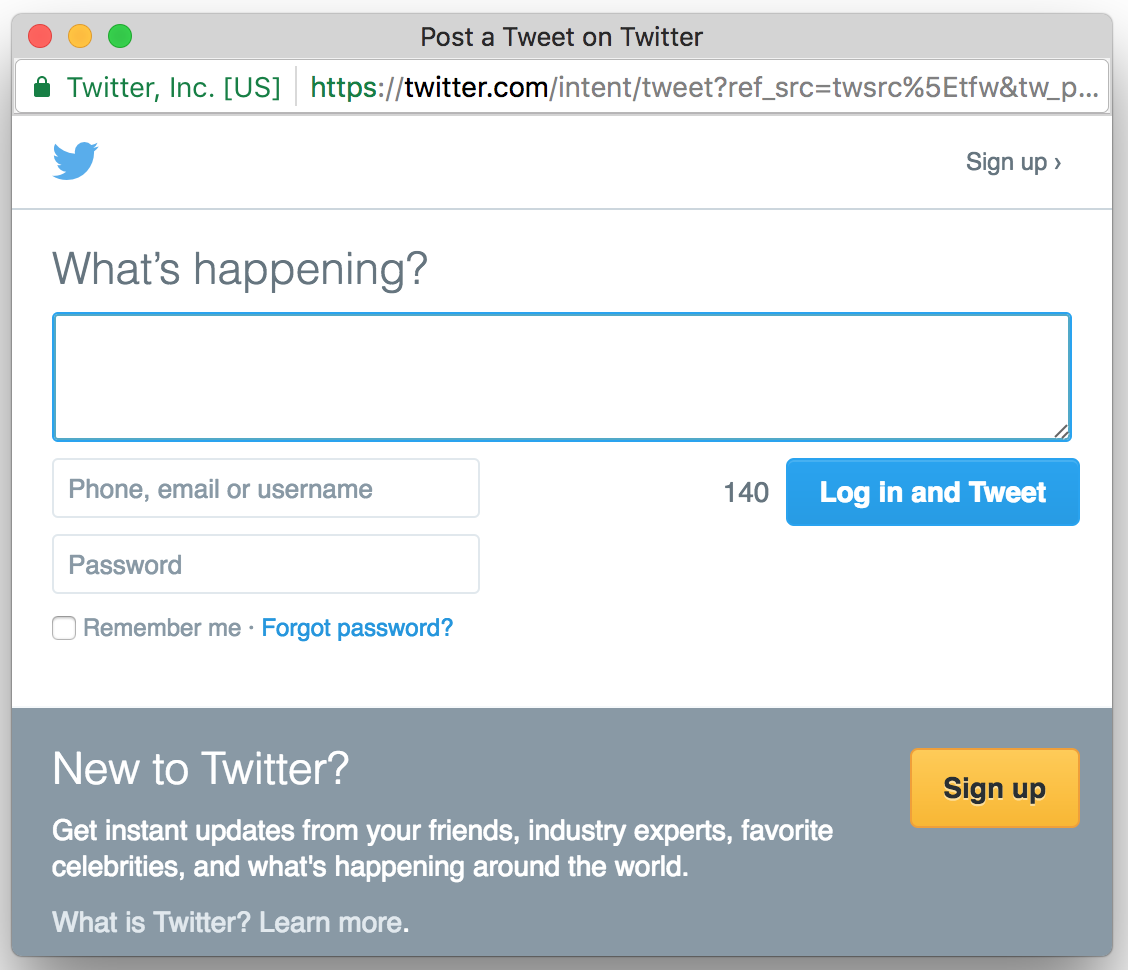 Post a Tweet on Twitter
Twitter, Inc. [US] https://twitter.com/intent/tweet?ref_src=twsrc%5Etfw&tw_p...
Sign up ›
What's happening?
Phone, email or username
140 Log in and Tweet
Password
Remember me · Forgot password?
New to Twitter?
Sign up
Get instant updates from your friends, industry experts, favorite
celebrities, and what's happening around the world.
What is Twitter? Learn more.